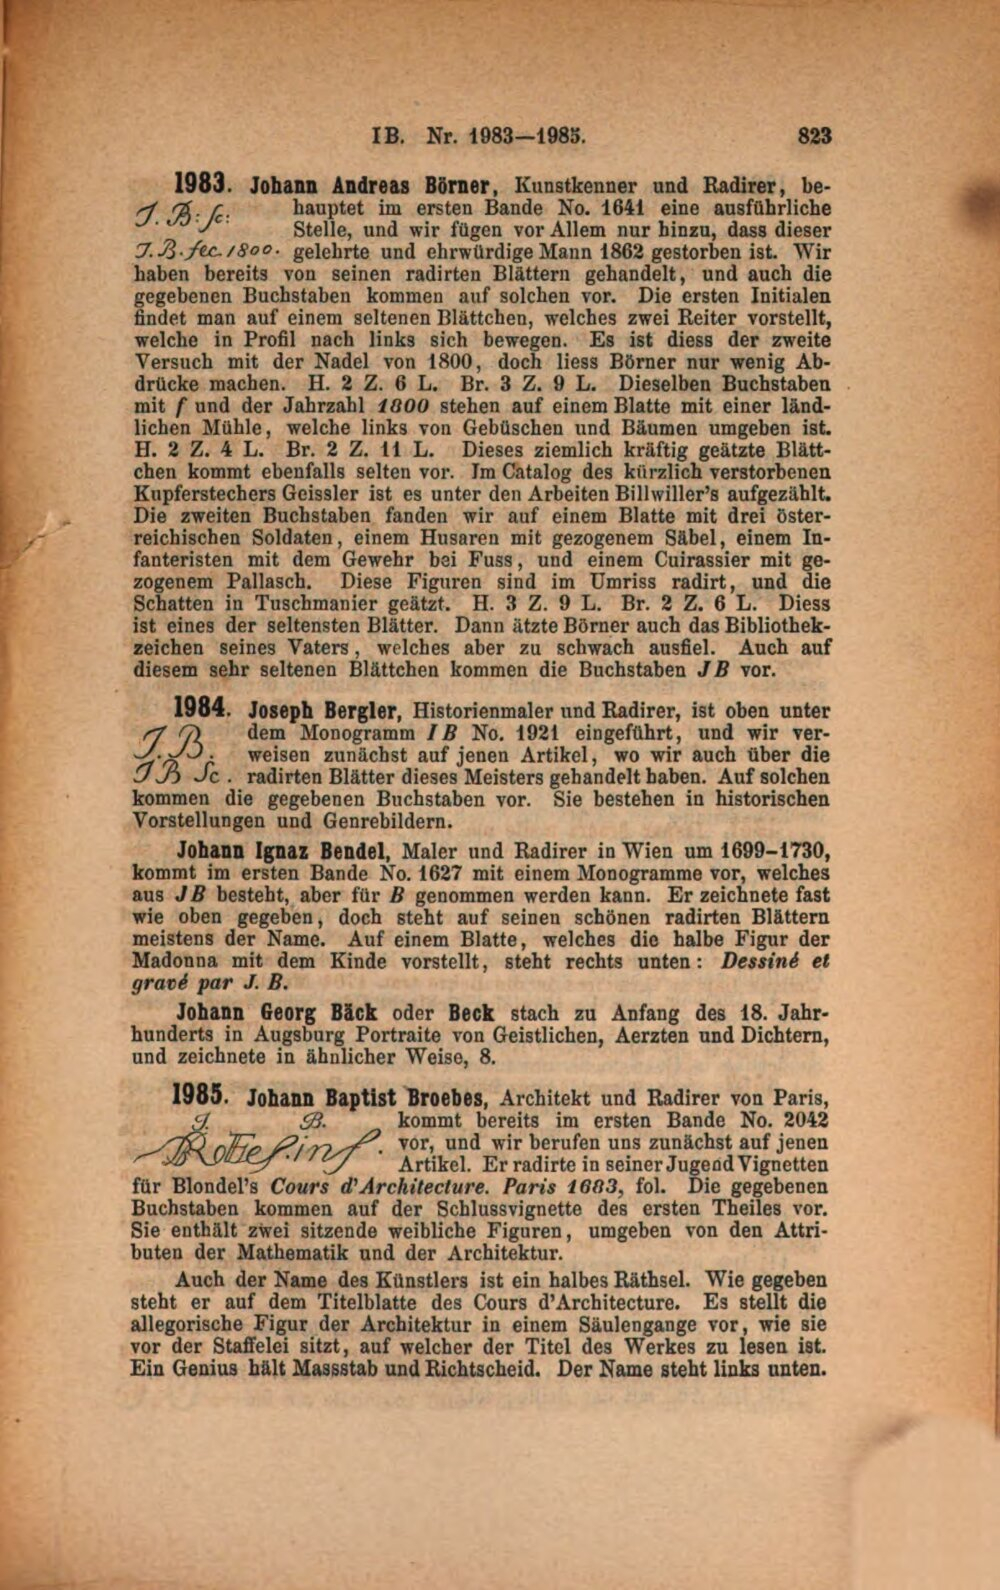 IB. Nr. 1983—1985. 823
1983. Johann Andreas Börner, Kunstkenner und Radirer, be-
J. B: fc: hauptet im ersten Bande No. 1641 eine ausführliche
Stelle, und wir fügen vor Allem nur hinzu, dass dieser
J. B. fec. 1800. gelehrte und ehrwürdige Mann 1862 gestorben ist. Wir
haben bereits von seinen radirten Blättern gehandelt, und auch die
gegebenen Buchstaben kommen auf solchen vor. Die ersten Initialen
findet man auf einem seltenen Blättchen, welches zwei Reiter vorstellt,
welche in Profil nach links sich bewegen. Es ist diess der zweite
Versuch mit der Nadel von 1800, doch liess Börner nur wenig Ab-
drücke machen. H. 2 Z. 6 L. Br. 3 Z. 9 L. Dieselben Buchstaben
mit f und der Jahrzahl 1800 stehen auf einem Blatte mit einer länd-
lichen Mühle, welche links von Gebüschen und Bäumen umgeben ist.
H. 2 Z. 4 L. Br. 2 Z. 11 L. Dieses ziemlich kräftig geätzte Blätt-
chen kommt ebenfalls selten vor. Im Catalog des kürzlich verstorbenen
Kupferstechers Geissler ist es unter den Arbeiten Billwiller's aufgezählt.
Die zweiten Buchstaben fanden wir auf einem Blatte mit drei öster-
reichischen Soldaten, einem Husaren mit gezogenem Säbel, einem In-
fanteristen mit dem Gewehr bei Fuss, und einem Cuirassier mit ge-
zogenem Pallasch. Diese Figuren sind im Umriss radirt, und die
Schatten in Tuschmanier geätzt. H. 3 Z. 9 L. Br. 2 Z. 6 L. Diess
ist eines der seltensten Blätter. Dann ätzte Börner auch das Bibliothek-
zeichen seines Vaters, welches aber zu schwach ausfiel. Auch auf
diesem sehr seltenen Blättchen kommen die Buchstaben JB vor.
1984. Joseph Bergler, Historienmaler und Radirer, ist oben unter
dem Monogramm IB No. 1921 eingeführt, und wir ver-
J. B. weisen zunächst auf jenen Artikel, wo wir auch über die
J B Sc. radirten Blätter dieses Meisters gehandelt haben. Auf solchen
kommen die gegebenen Buchstaben vor. Sie bestehen in historischen
Vorstellungen und Genrebildern.
Johann Ignaz Bendel, Maler und Radirer in Wien um 1699–1730,
kommt im ersten Bande No. 1627 mit einem Monogramme vor, welches
aus JB besteht, aber für B genommen werden kann. Er zeichnete fast
wie oben gegeben, doch steht auf seinen schönen radirten Blättern
meistens der Name. Auf einem Blatte, welches die halbe Figur der
Madonna mit dem Kinde vorstellt, steht rechts unten: Dessiné et
gravé par J. B.
Johann Georg Bäck oder Beck stach zu Anfang des 18. Jahr-
hunderts in Augsburg Portraite von Geistlichen, Aerzten und Dichtern,
und zeichnete in ähnlicher Weise, 8.
1985. Johann Baptist Broebes, Architekt und Radirer von Paris,
J. B. kommt bereits im ersten Bande No. 2042
vor, und wir berufen uns zunächst auf jenen
Artikel. Er radirte in seiner Jugend Vignetten
für Blondel's Cours d'Architecture. Paris 1683, fol. Die gegebenen
Buchstaben kommen auf der Schlussvignette des ersten Theiles vor.
Sie enthält zwei sitzende weibliche Figuren, umgeben von den Attri-
buten der Mathematik und der Architektur.
Auch der Name des Künstlers ist ein halbes Räthsel. Wie gegeben
steht er auf dem Titelblatte des Cours d'Architecture. Es stellt die
allegorische Figur der Architektur in einem Säulengange vor, wie sie
vor der Staffelei sitzt, auf welcher der Titel des Werkes zu lesen ist.
Ein Genius hält Massstab und Richtscheid. Der Name steht links unten.